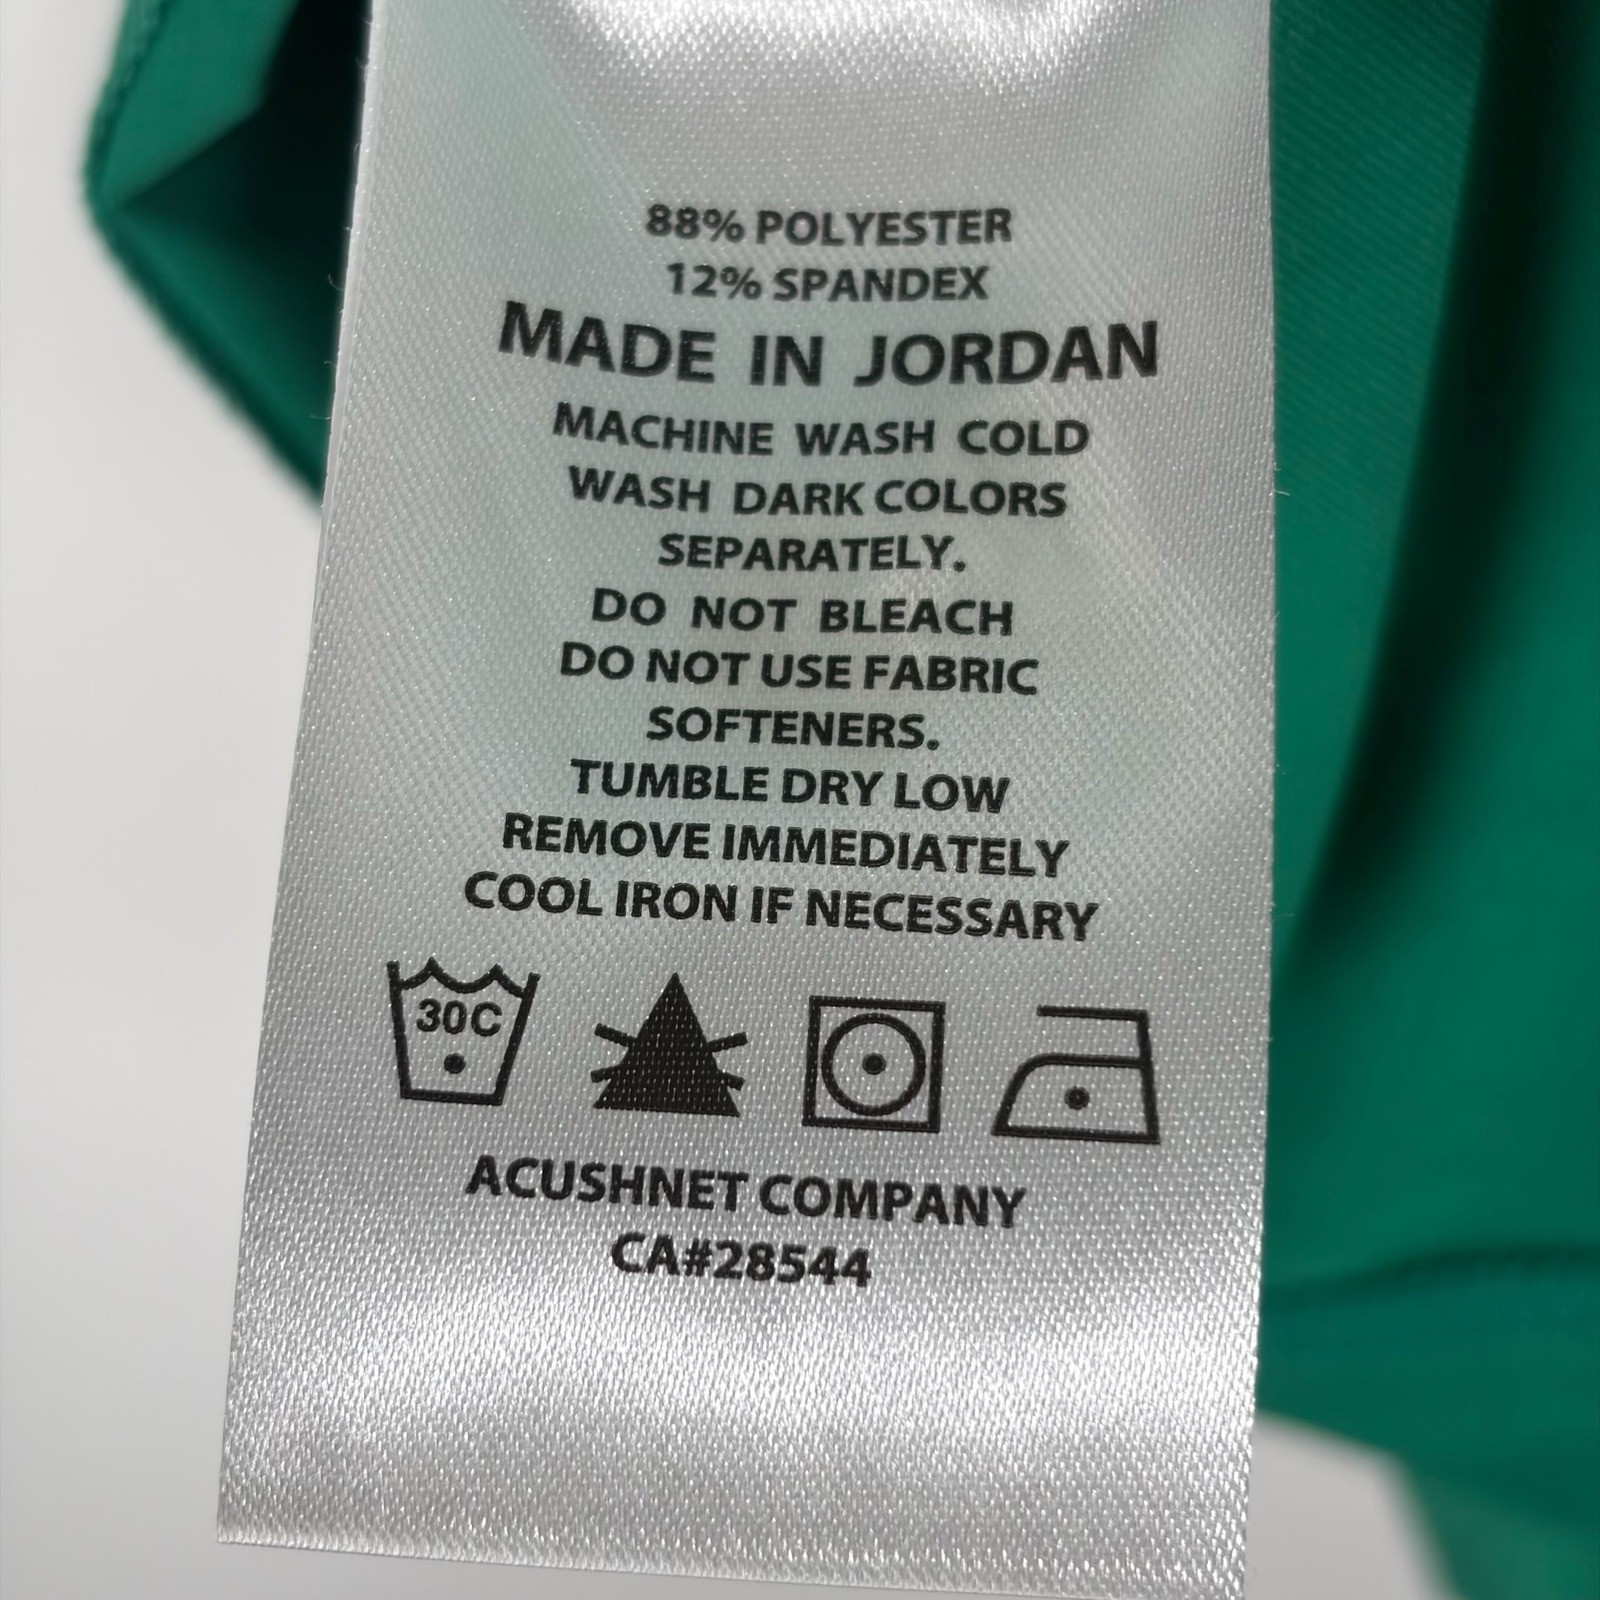 88% POLYESTER
12% SPANDEX
MADE IN JORDAN
MACHINE WASH COLD
WASH DARK COLORS
SEPARATELY.
DO NOT BLEACH
DO NOT USE FABRIC
SOFTENERS.
TUMBLE DRY LOW
REMOVE IMMEDIATELY
COOL IRON IF NECESSARY
30C
ACUSHNET COMPANY
CA#28544